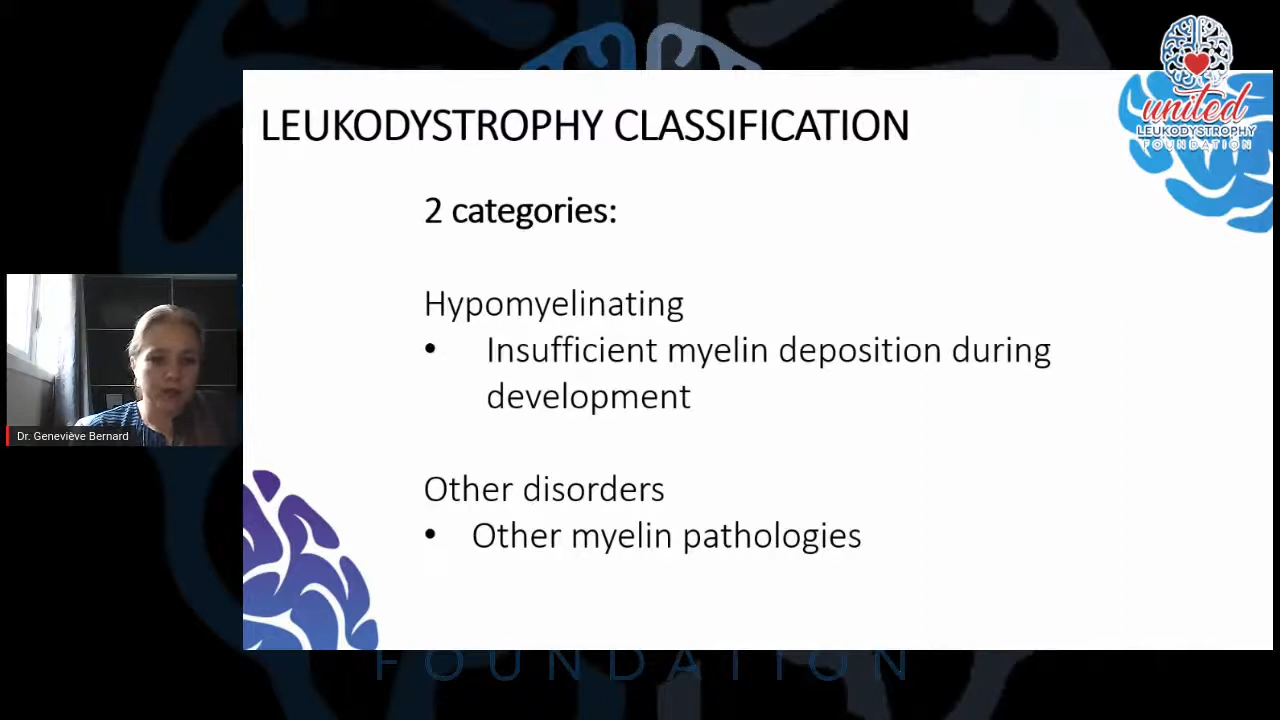 united
LEUKODYSTROPHY
FOUNDATION
LEUKODYSTROPHY CLASSIFICATION
2 categories:
Hypomyelinating
• Insufficient myelin deposition during
development
Other disorders
• Other myelin pathologies
Dr. Geneviève Bernard
FOUNDATION